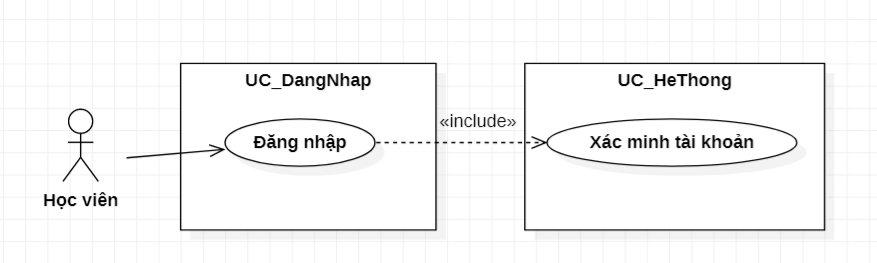 UC_DangNhap
UC_HeThong
«include»
Đăng nhập
Xác minh tài khoản
Học viên